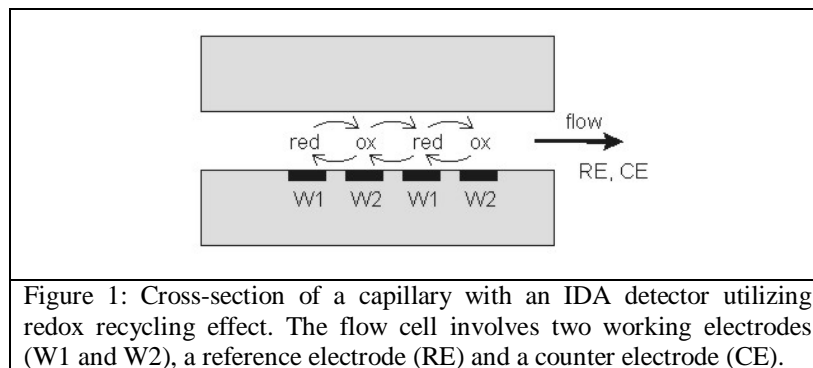 flow
red ox red ox
RE, CE
W1 W2 W1 W2
Figure 1: Cross-section of a capillary with an IDA detector utilizing
redox recycling effect. The flow cell involves two working electrodes
(W1 and W2), a reference electrode (RE) and a counter electrode (CE).